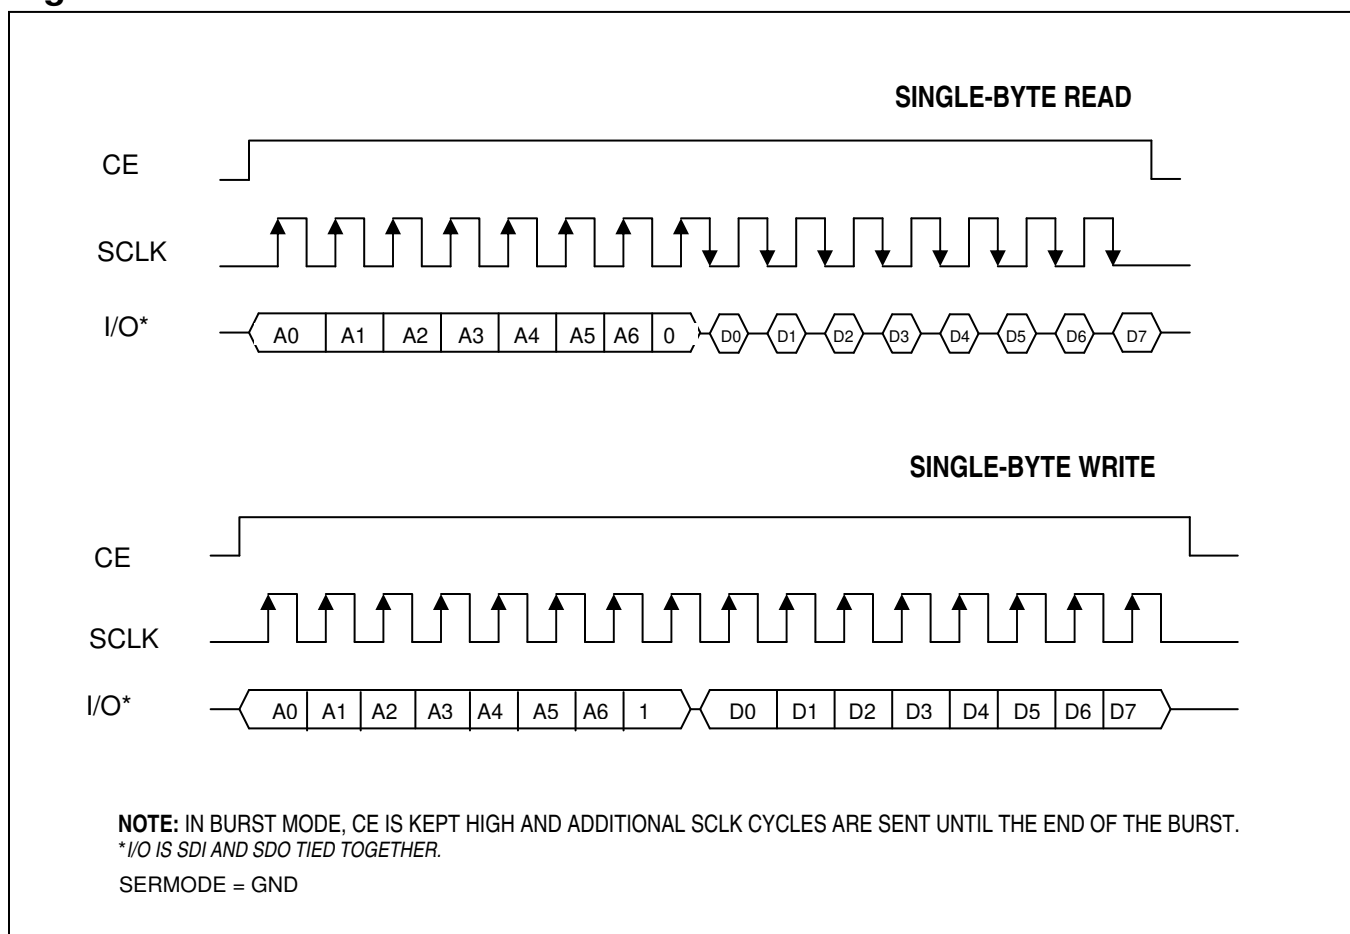 SINGLE-BYTE READ
CE
SCLK
I/O*
A0 A1 A2 A3 A4 A5 A6 0 D0 D1 D2 D3 D4 D5 D6 D7
SINGLE-BYTE WRITE
CE
SCLK
I/O*
A0 A1 A2 A3 A4 A5 A6 1 D0 D1 D2 D3 D4 D5 D6 D7
NOTE: IN BURST MODE, CE IS KEPT HIGH AND ADDITIONAL SCLK CYCLES ARE SENT UNTIL THE END OF THE BURST.
*I/O IS SDI AND SDO TIED TOGETHER.
SERMODE = GND